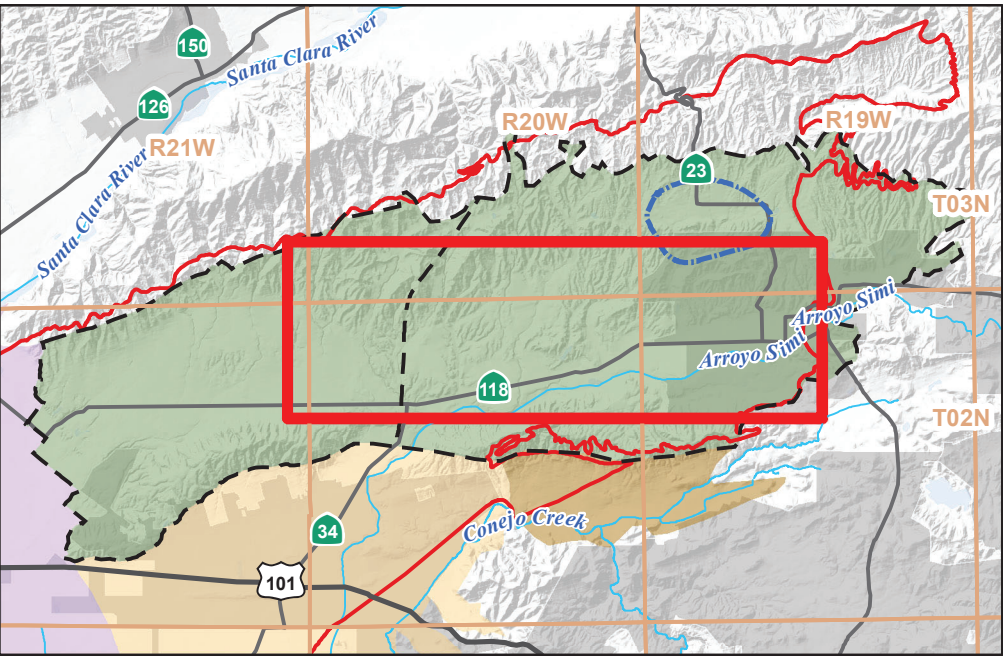 150
Santa Clara River
126
R21W
R20W
R19W
Santa Clara River
23
T03N
Arroyo Simi
Arroyo Simi
118
T02N
34
Conejo Creek
101